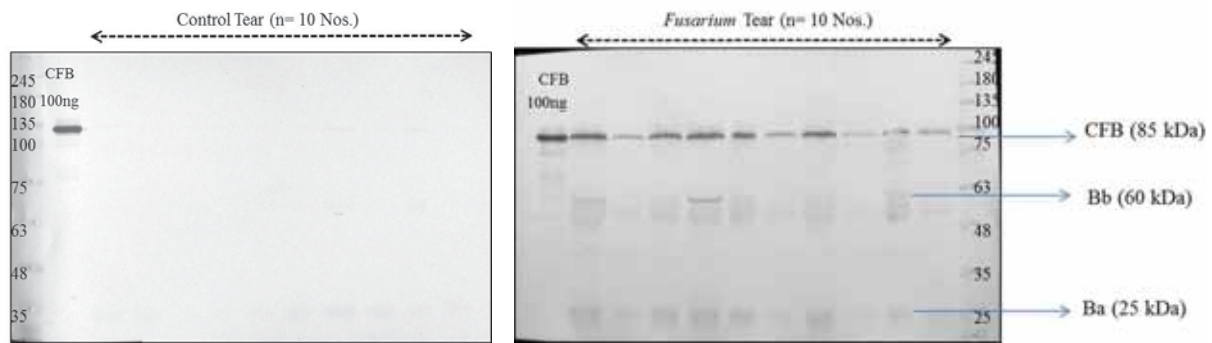 Control Tear (n= 10 Nos.)
CFB
100ng
245
180
135
100
75
63
48
35
Fusarium Tear (n= 10 Nos.)
CFB
100ng
245
180
135
100
75
63
48
35
25
CFB (85 kDa)
Bb (60 kDa)
Ba (25 kDa)